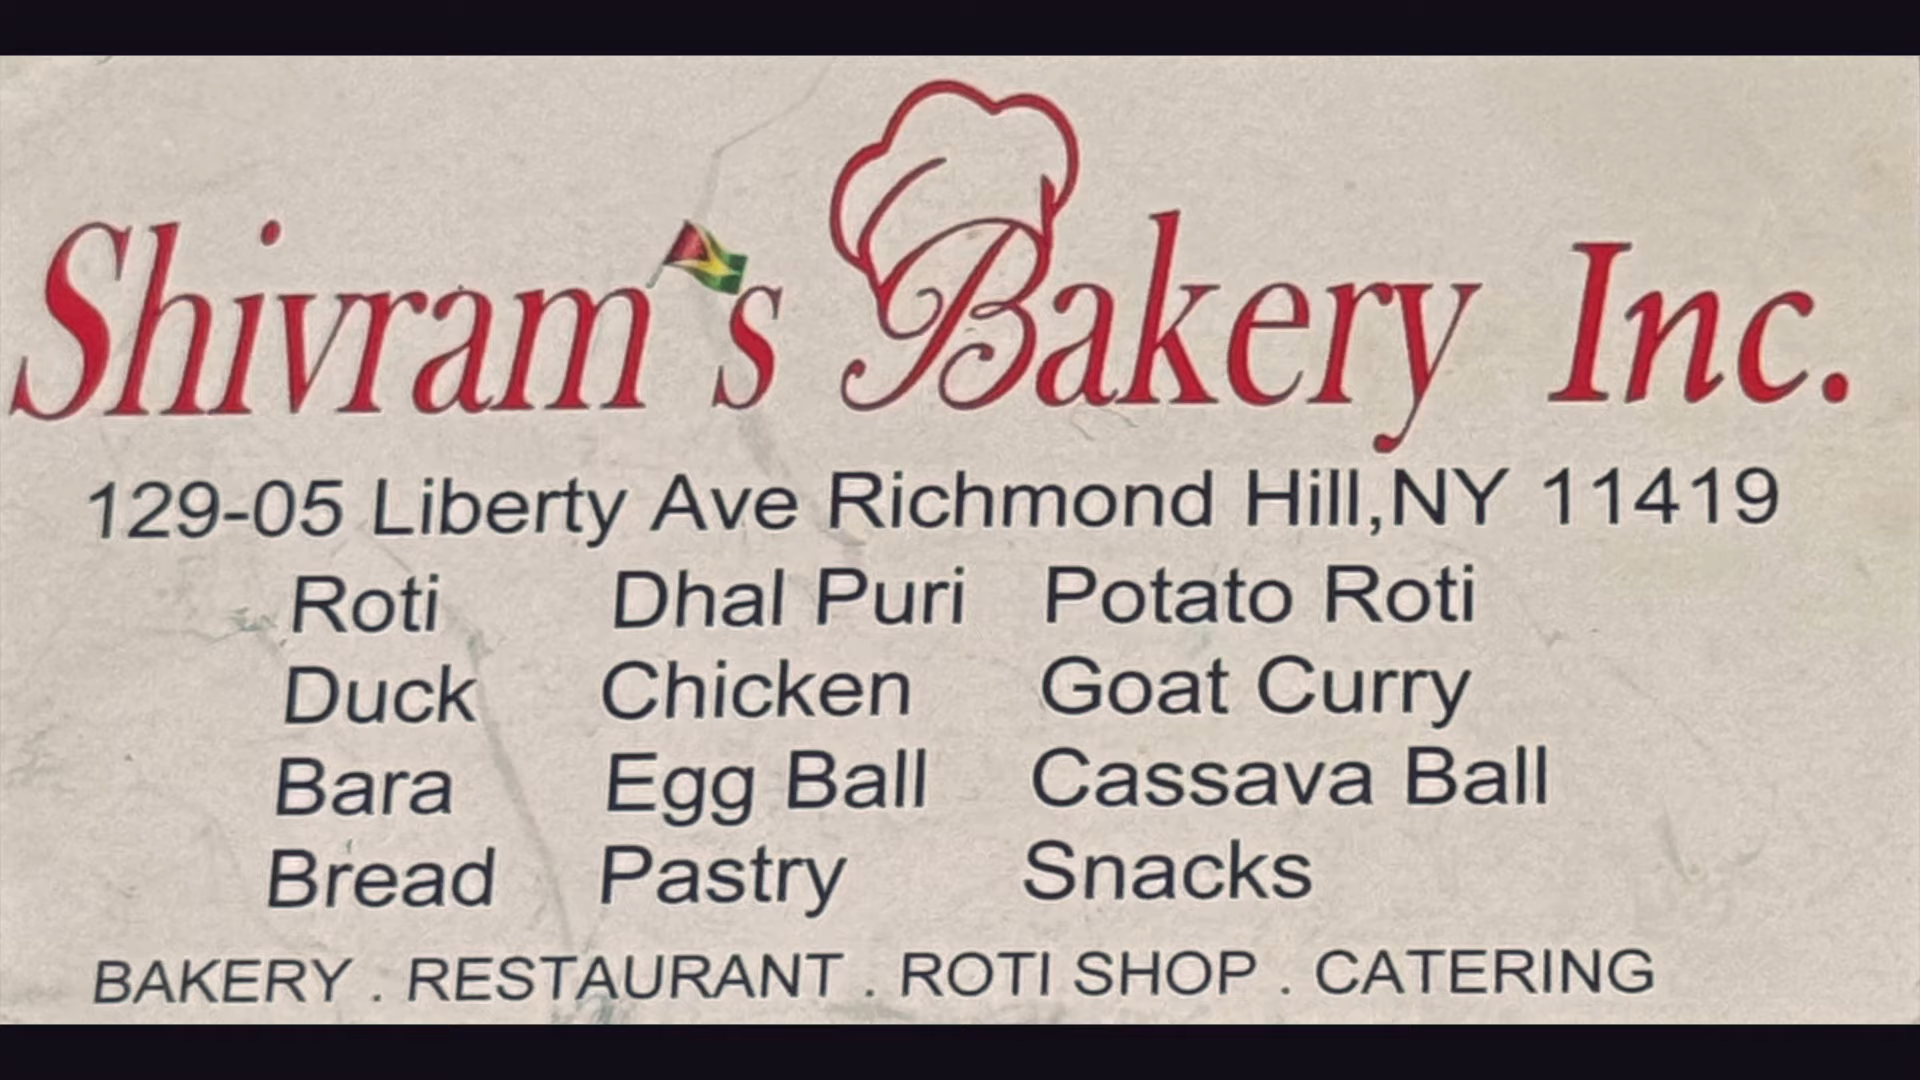 Shivram's Bakery Inc.
129-05 Liberty Ave Richmond Hill,NY 11419
Roti Dhal Puri Potato Roti
Duck Chicken Goat Curry
Bara Egg Ball Cassava Ball
Bread Pastry Snacks
BAKERY . RESTAURANT . ROTI SHOP . CATERING